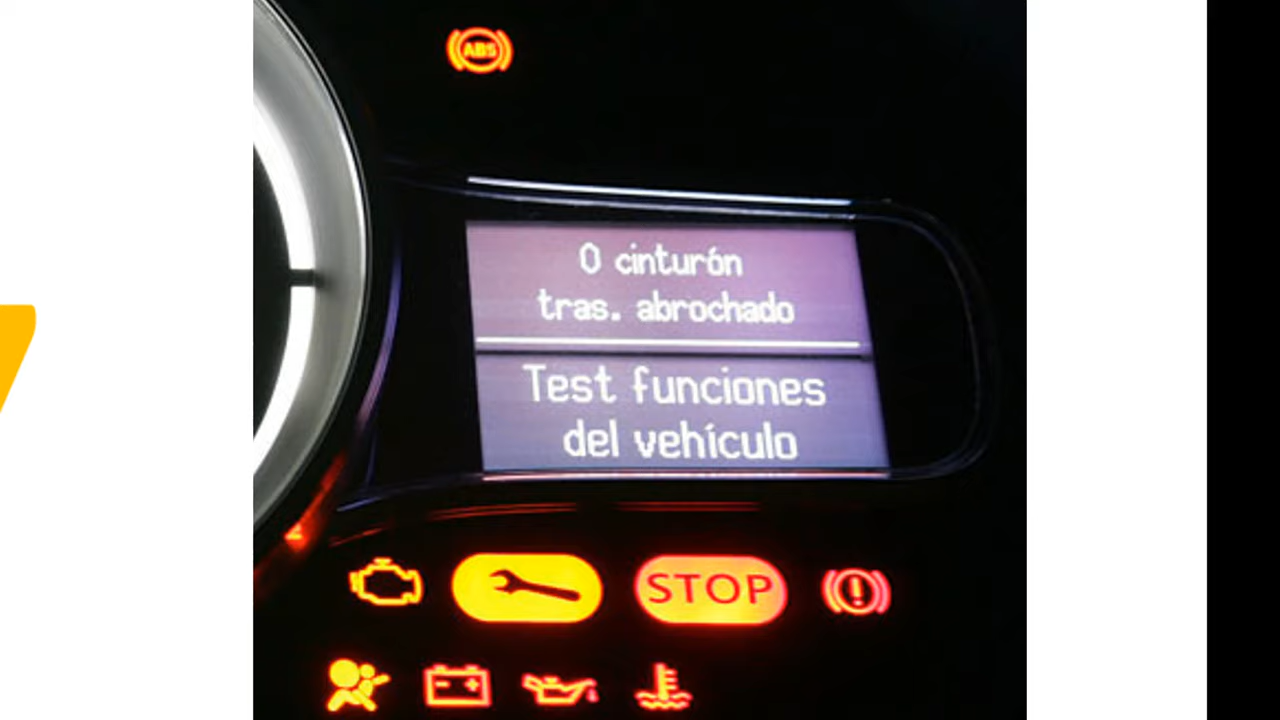 ABS
0 cinturón
tras. abrochado
Test funciones
del vehículo
STOP